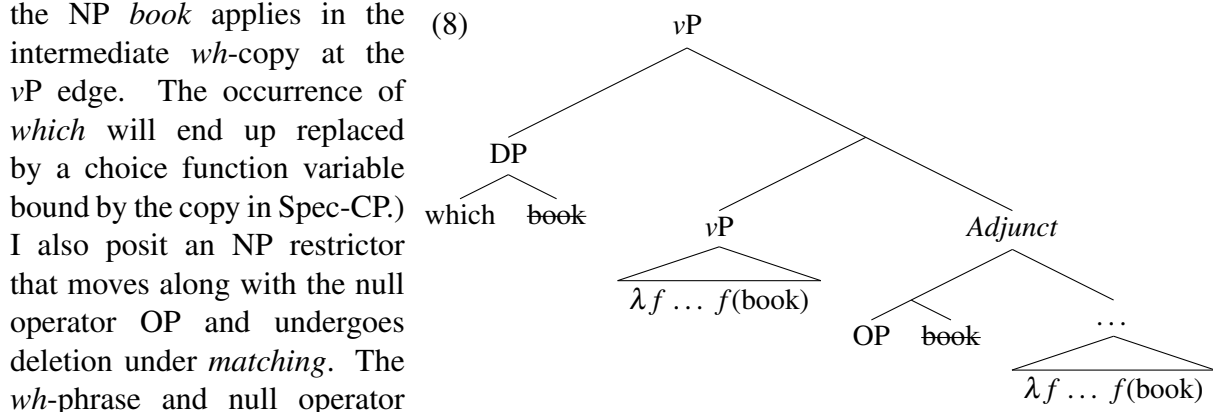 the NP book applies in the
intermediate wh-copy at the
vP edge. The occurrence of
which will end up replaced
by a choice function variable
bound by the copy in Spec-CP.)
I also posit an NP restrictor
that moves along with the null
operator OP and undergoes
deletion under matching. The
wh-phrase and null operator
(8)
vP
DP
which book
vP
λf … f(book)
Adjunct
OP book
…
λf … f(book)